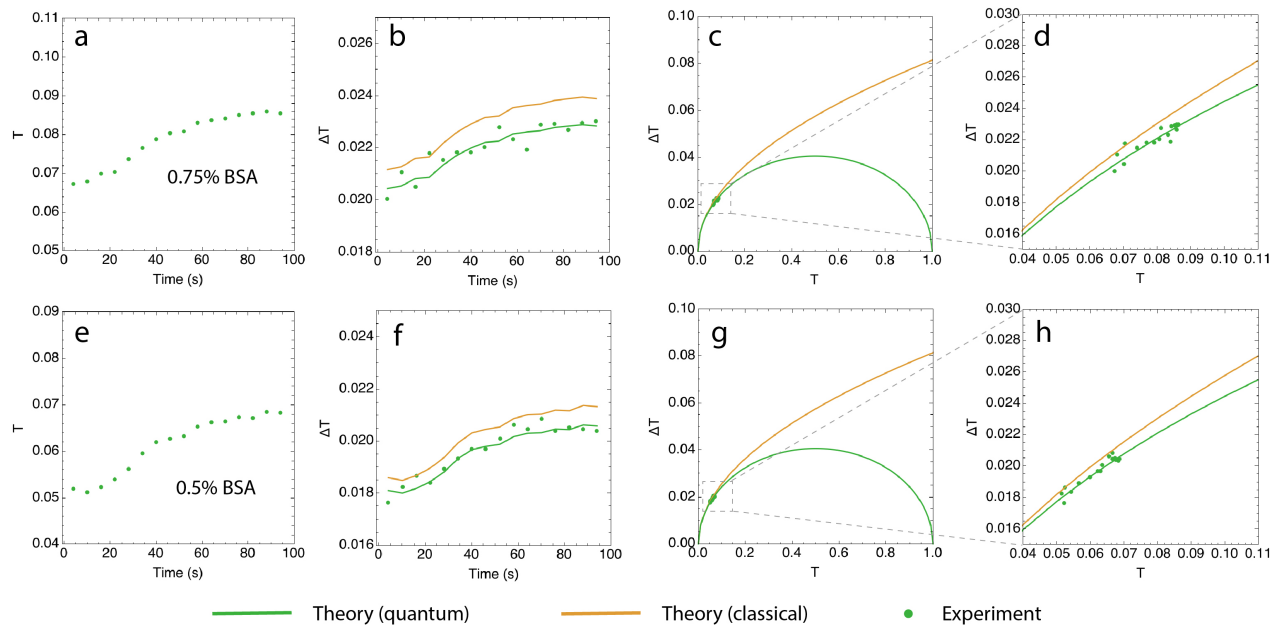 a
0.11
0.10
0.09
0.08
0.07
0.06
0.05
T
0.75% BSA
0 20 40 60 80 100
Time (s)
b
0.026
0.024
0.022
0.020
0.018
ΔT
0 20 40 60 80 100
Time (s)
c
0.10
0.08
0.06
0.04
0.02
0.00
ΔT
0.0 0.2 0.4 0.6 0.8 1.0
T
d
0.030
0.028
0.026
0.024
0.022
0.020
0.018
0.016
ΔT
0.04 0.05 0.06 0.07 0.08 0.09 0.10 0.11
T
e
0.09
0.08
0.07
0.06
0.05
0.04
T
0.5% BSA
0 20 40 60 80 100
Time (s)
f
0.024
0.022
0.020
0.018
0.016
ΔT
0 20 40 60 80 100
Time (s)
g
0.10
0.08
0.06
0.04
0.02
0.00
ΔT
0.0 0.2 0.4 0.6 0.8 1.0
T
h
0.030
0.028
0.026
0.024
0.022
0.020
0.018
0.016
ΔT
0.04 0.05 0.06 0.07 0.08 0.09 0.10 0.11
T
Theory (quantum) Theory (classical) Experiment